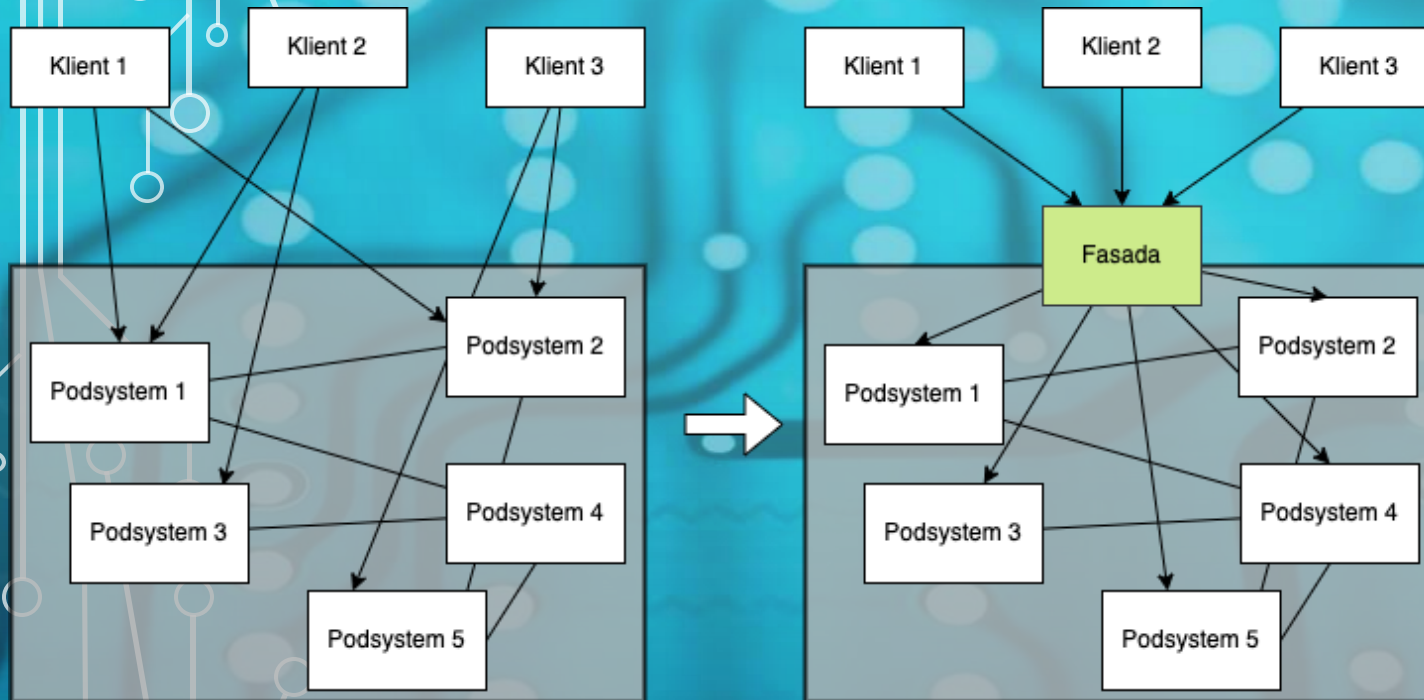 Klient 1
Klient 2
Klient 3
Podsystem 1
Podsystem 2
Podsystem 3
Podsystem 4
Podsystem 5
Klient 1
Klient 2
Klient 3
Fasada
Podsystem 1
Podsystem 2
Podsystem 3
Podsystem 4
Podsystem 5